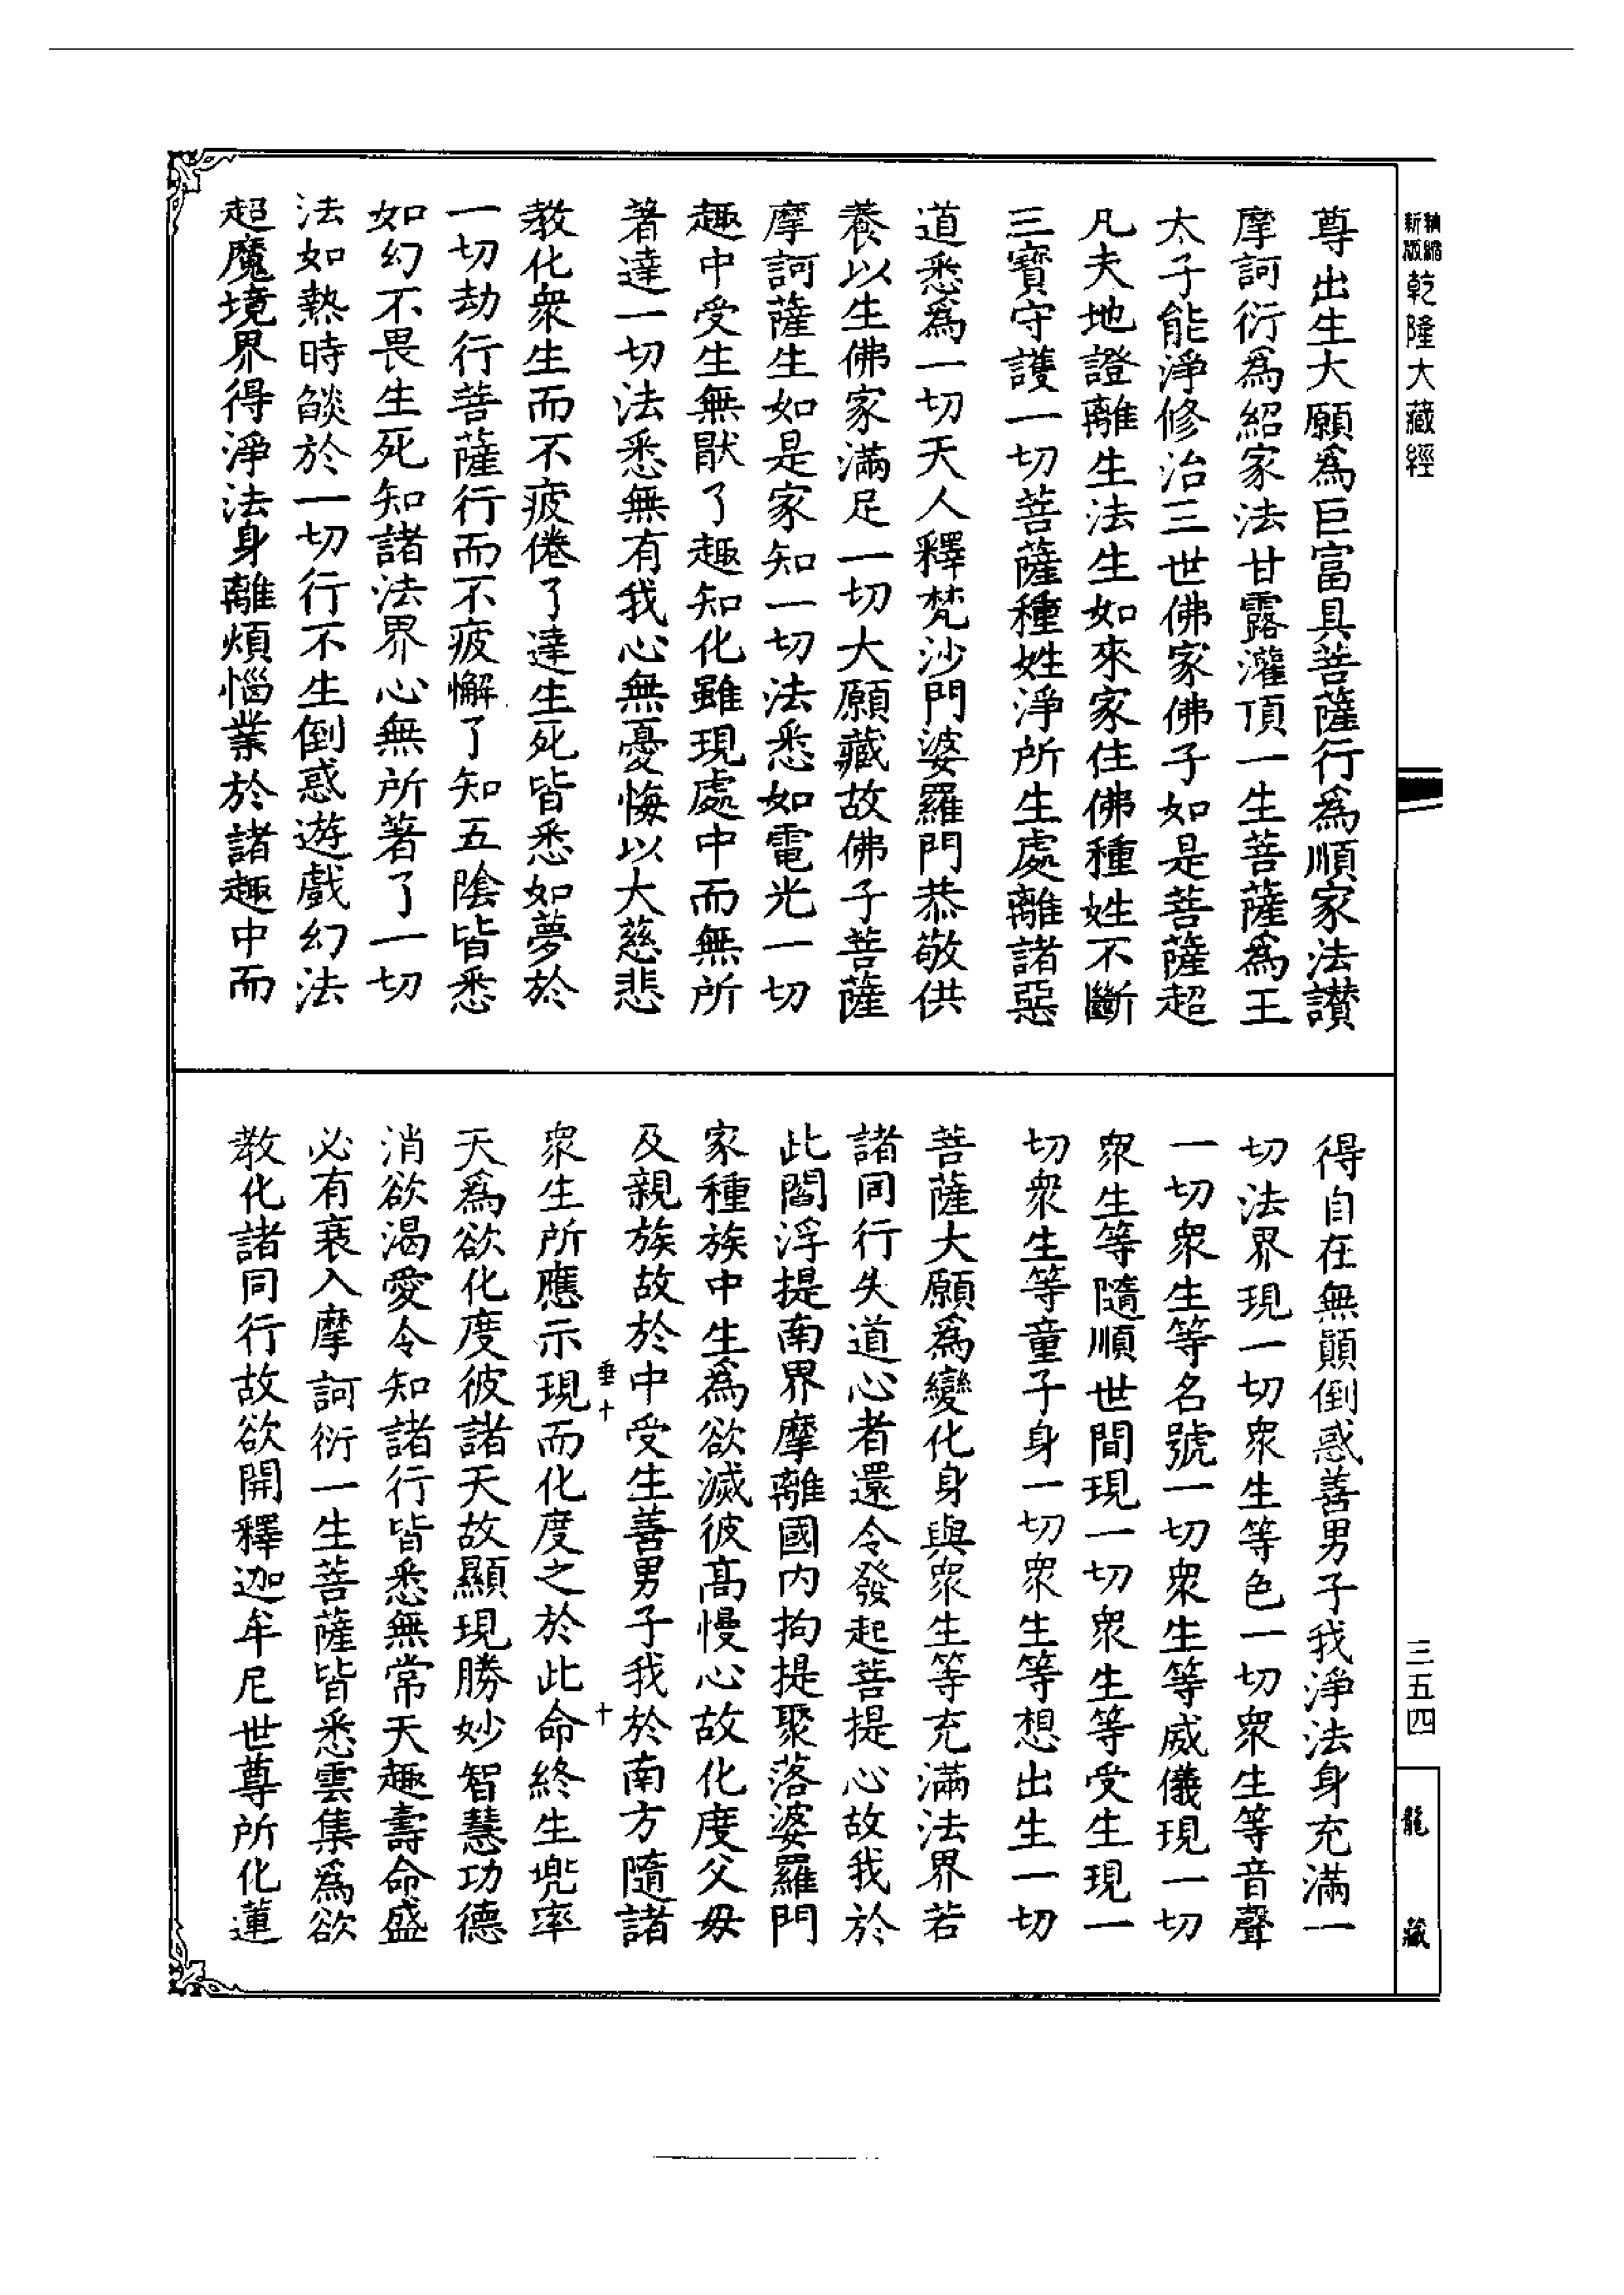 精縮新版乾隆大藏經
尊出生大願爲巨富具菩薩行爲順家法讚
摩訶衍爲紹家法甘露灌頂一生菩薩爲王
太子能淨修治三世佛家佛子如是菩薩超
凡夫地證離生法生如來家住佛種姓不斷
三寶守護一切菩薩種姓淨所生處離諸惡
道悉爲一切天人釋梵沙門婆羅門恭敬供
養以生佛家滿足一切大願藏故佛子菩薩
摩訶薩生如是家知一切法悉如電光一切
趣中受生無猒了趣知化雖現處中而無所
著達一切法悉無有我心無憂悔以大慈悲
教化衆生而不疲倦了達生死皆悉如夢於
一切劫行菩薩行而不疲懈了知五陰皆悉
如幻不畏生死知諸法界心無所著了一切
法如熱時燄於一切行不生倒惑遊戲幻法
超魔境界得淨法身離煩惱業於諸趣中而
得自在無顚倒惑善男子我淨法身充滿一
切法界現一切衆生等色一切衆生等音聲
一切衆生等名號一切衆生等威儀現一切
衆生等隨順世間現一切衆生等受生現一
切衆生等童子身一切衆生等想出生一切
菩薩大願爲變化身與衆生等充滿法界若
諸同行失道心者還令發起菩提心故我於
此閻浮提南界摩離國内拘提聚落婆羅門
家種族中生爲欲滅彼高慢心故化度父母
及親族故於中受生善男子我於南方隨諸
垂十
十
衆生所應示現而化度之於此命終生兜率
天爲欲化度彼諸天故顯現勝妙智慧功德
消欲渴愛令知諸行皆悉無常天趣壽命盛
必有衰入摩訶衍一生菩薩皆悉雲集爲欲
教化諸同行故欲開釋迦牟尼世尊所化蓮
三五四
龍藏